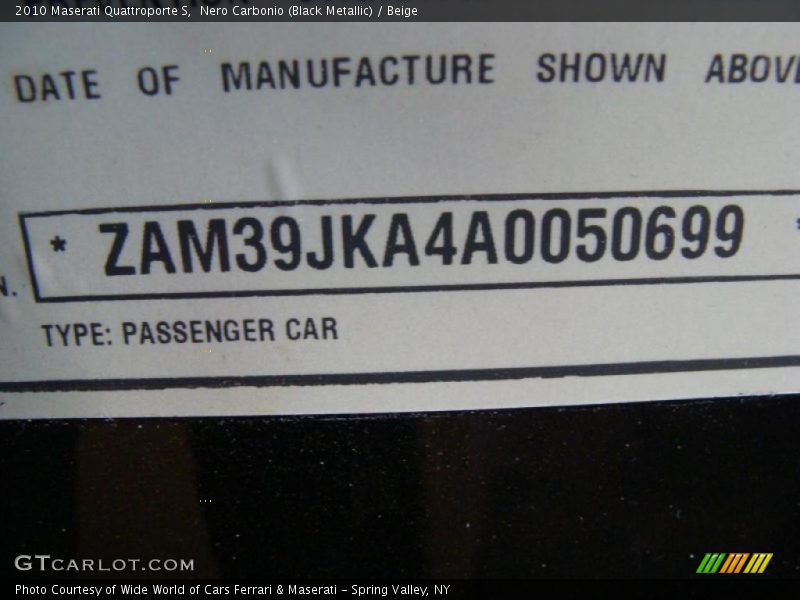 2010 Maserati Quattroporte S,  Nero Carbonio (Black Metallic) / Beige
DATE OF MANUFACTURE SHOWN
* ZAM39JKA4A0050699 *
TYPE: PASSENGER CAR
GTCARLOT.COM
Photo Courtesy of Wide World of Cars Ferrari & Maserati – Spring Valley, NY